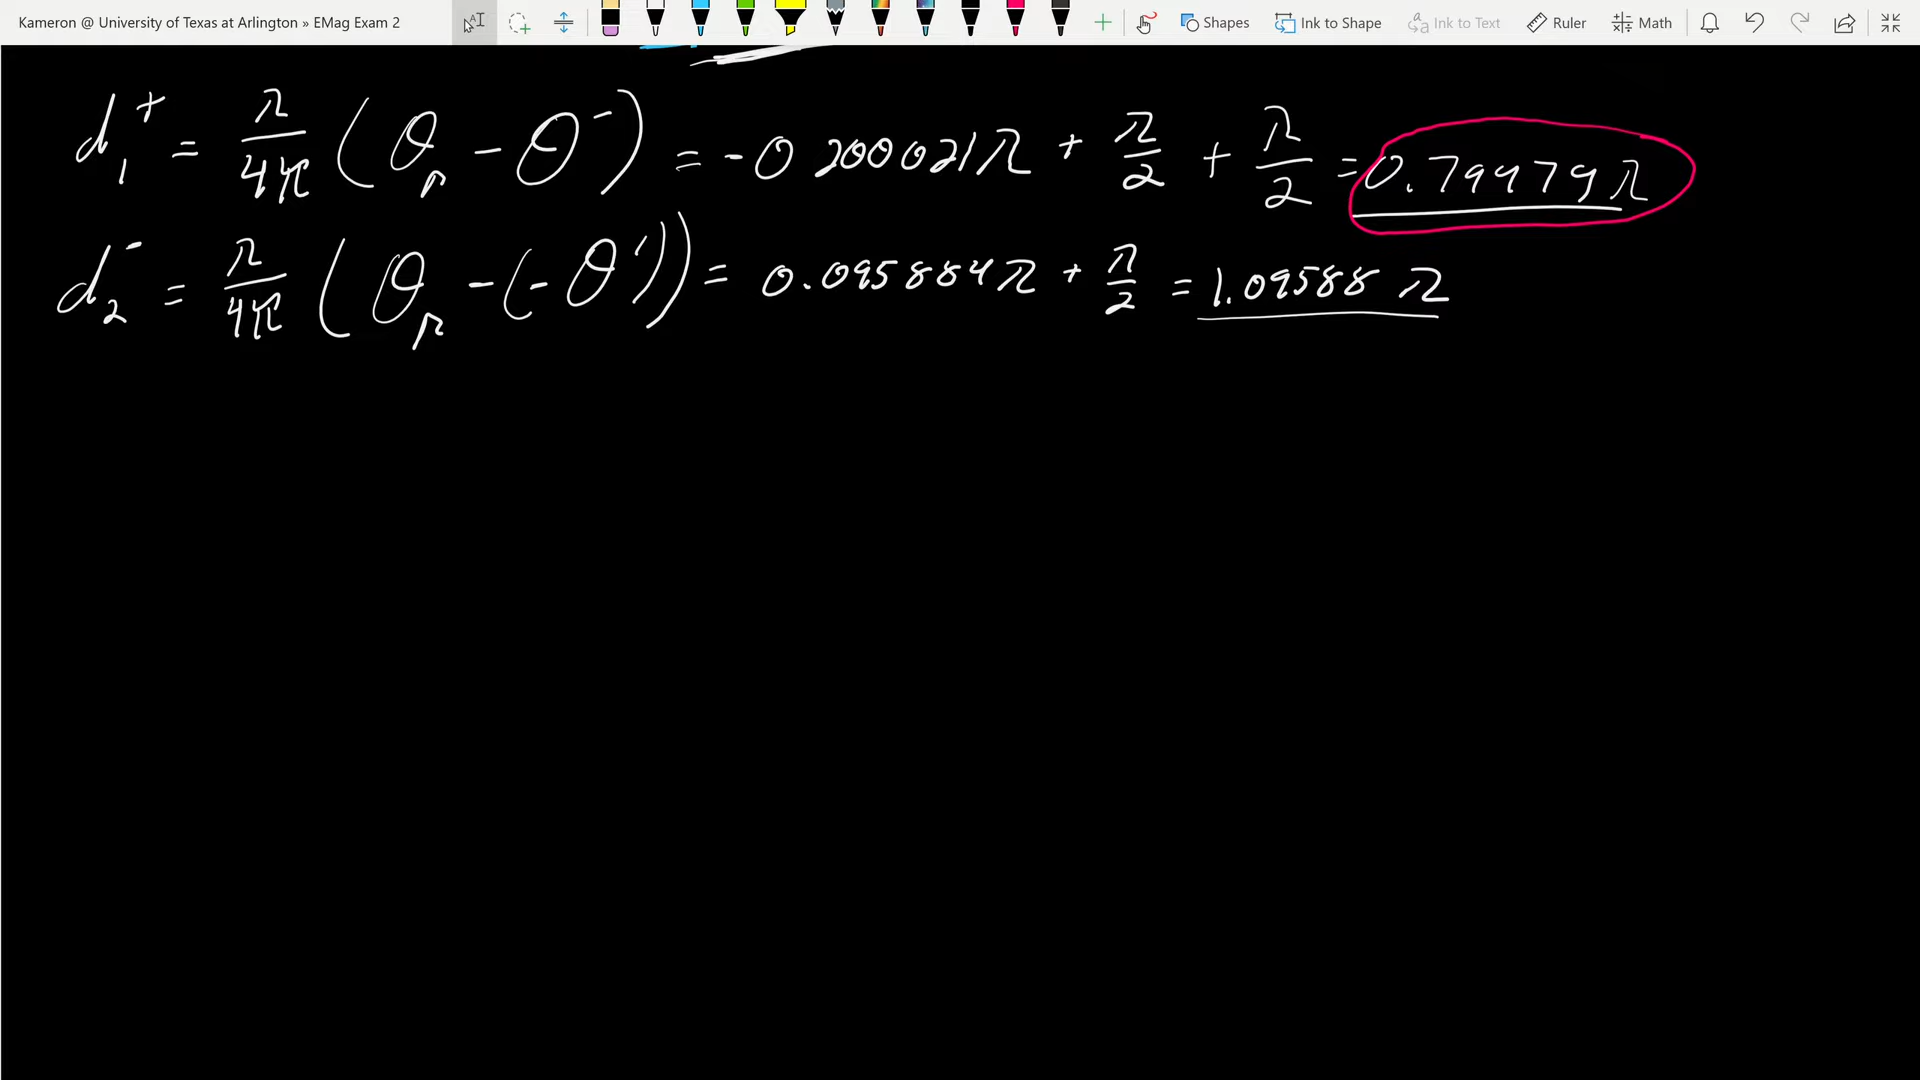 Kameron @ University of Texas at Arlington » EMag Exam 2 Shapes Ink to Shape Ink to Text Ruler Math
d₁⁺ = λ/4π (θᵣ - θ⁻) = -0.200021λ + λ/2 + λ/2 = 0.79979λ
d₂⁻ = λ/4π (θᵣ - (-θ')) = 0.095884λ + λ/2 = 1.09588 λ